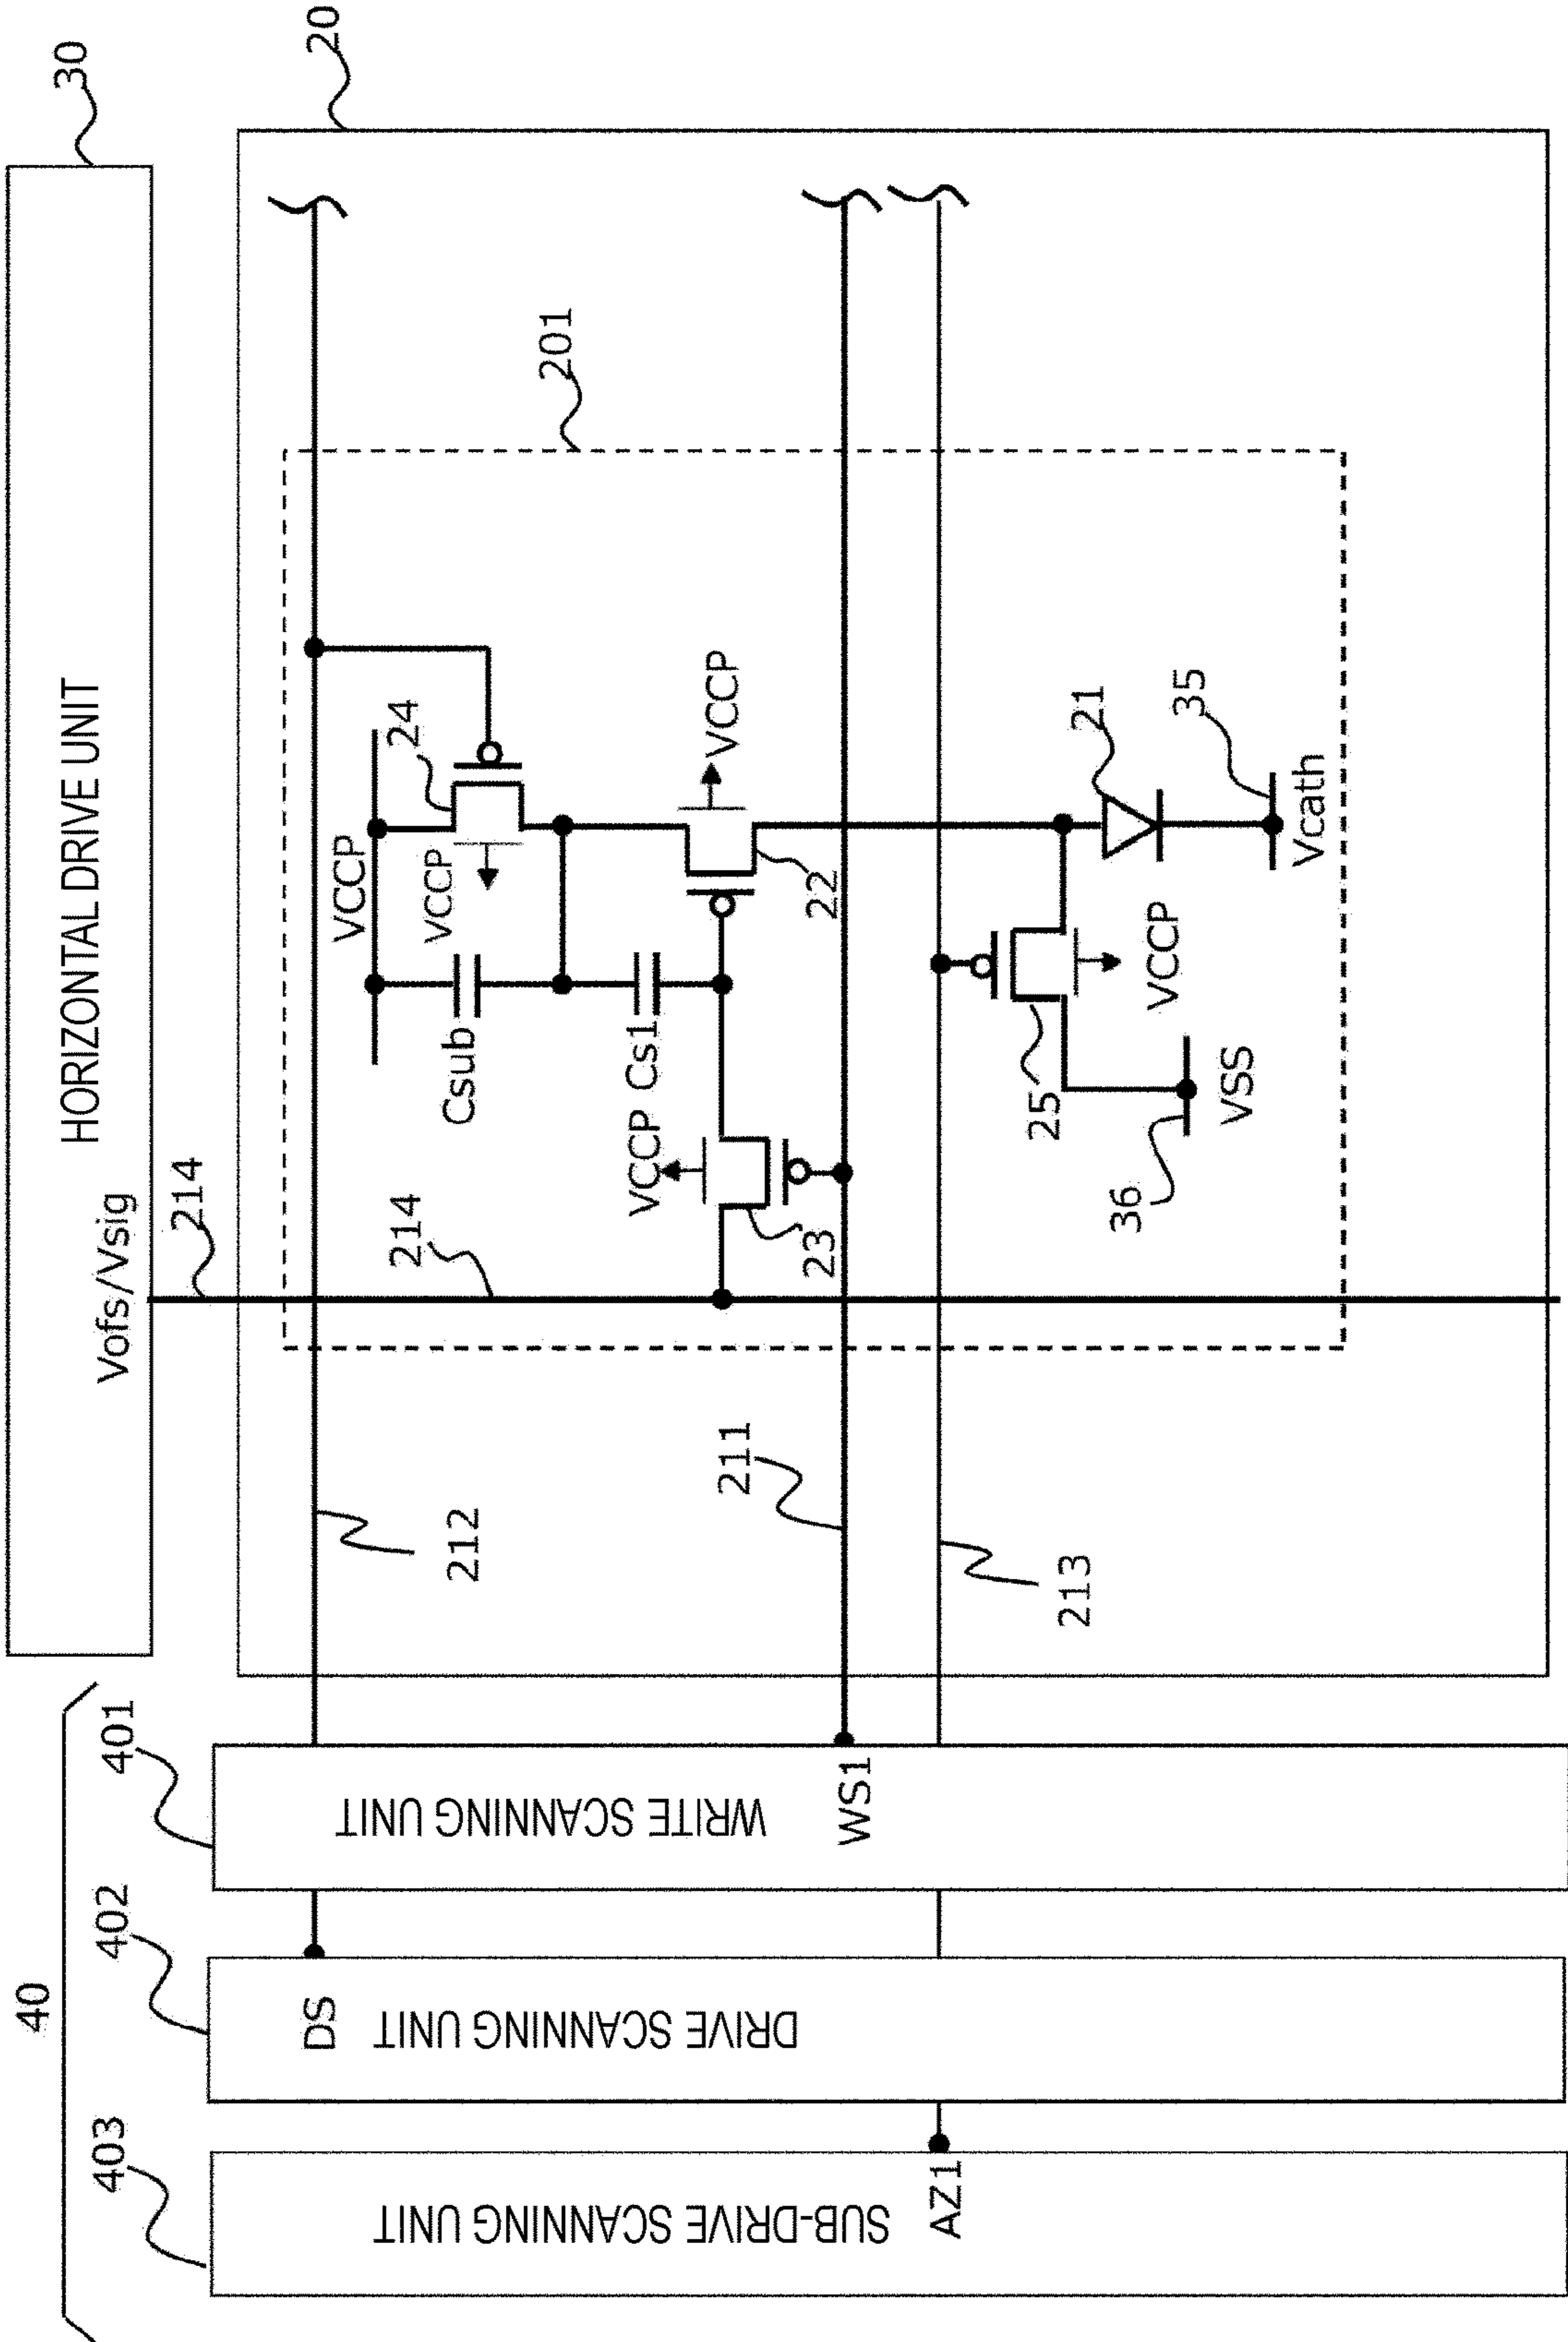 30
HORIZONTAL DRIVE UNIT
Vofs/Vsig
214
20
40
403
402
401
SUB-DRIVE SCANNING UNIT
AZ1
DRIVE SCANNING UNIT
DS
WRITE SCANNING UNIT
WS1
212
211
213
214
201
VCCP
VCCP
24
Csub
Cs1
VCCP
VCCP
22
23
25
VCCP
21
36
VSS
35
Vcath